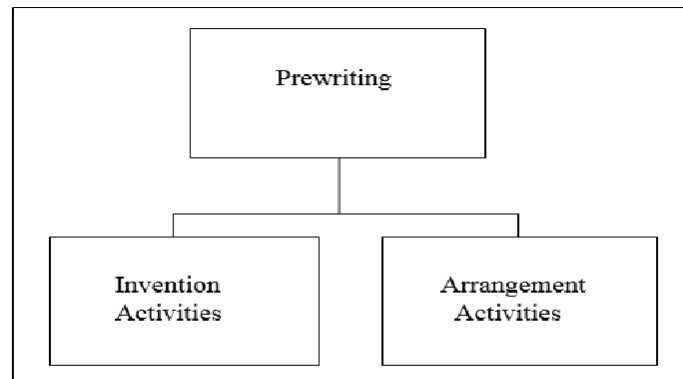 Prewriting
Invention
Activities
Arrangement
Activities